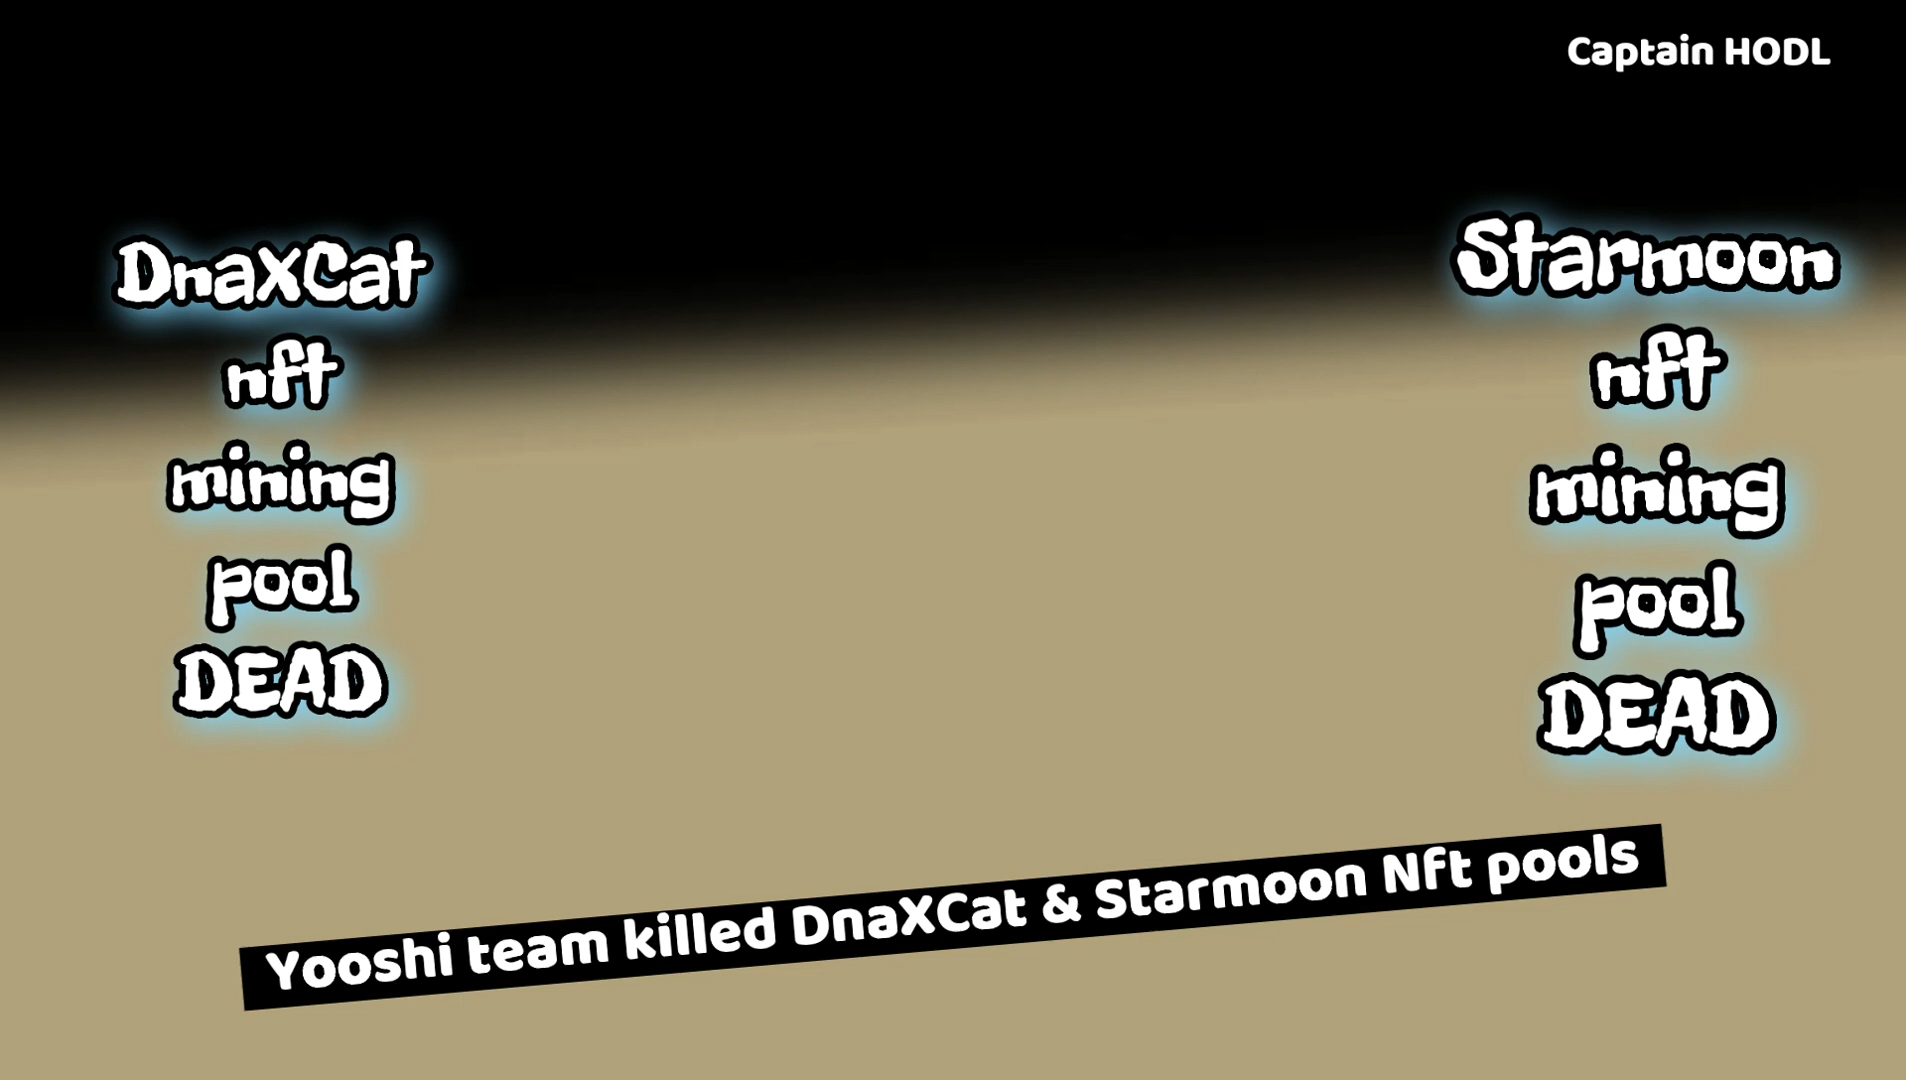 Captain HODL
DnaXCat
nft
mining
pool
DEAD
Starmoon
nft
mining
pool
DEAD
Yooshi team killed DnaXCat & Starmoon Nft pools